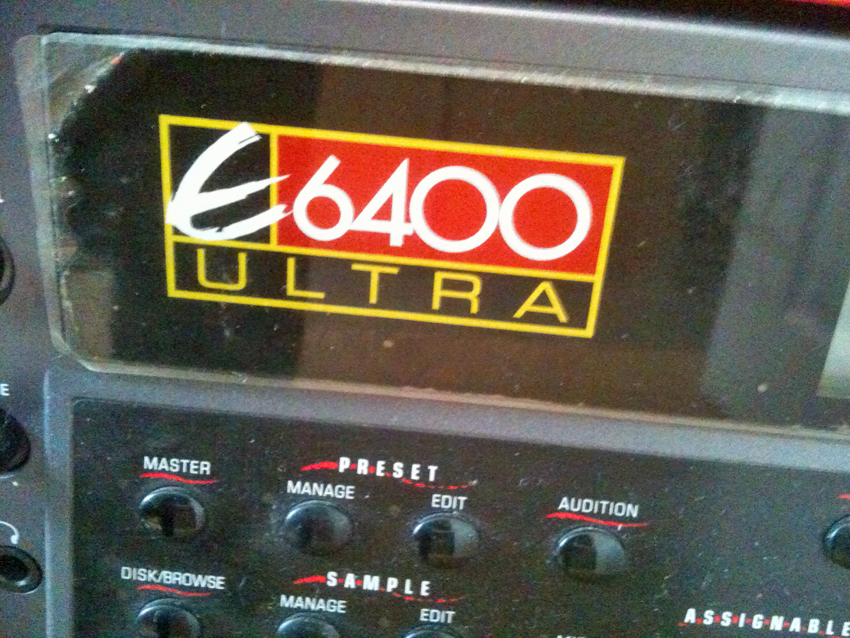 E6400
ULTRA
MASTER
PRESET
MANAGE
EDIT
AUDITION
DISK/BROWSE
SAMPLE
MANAGE
EDIT
ASSIGNABLE
E